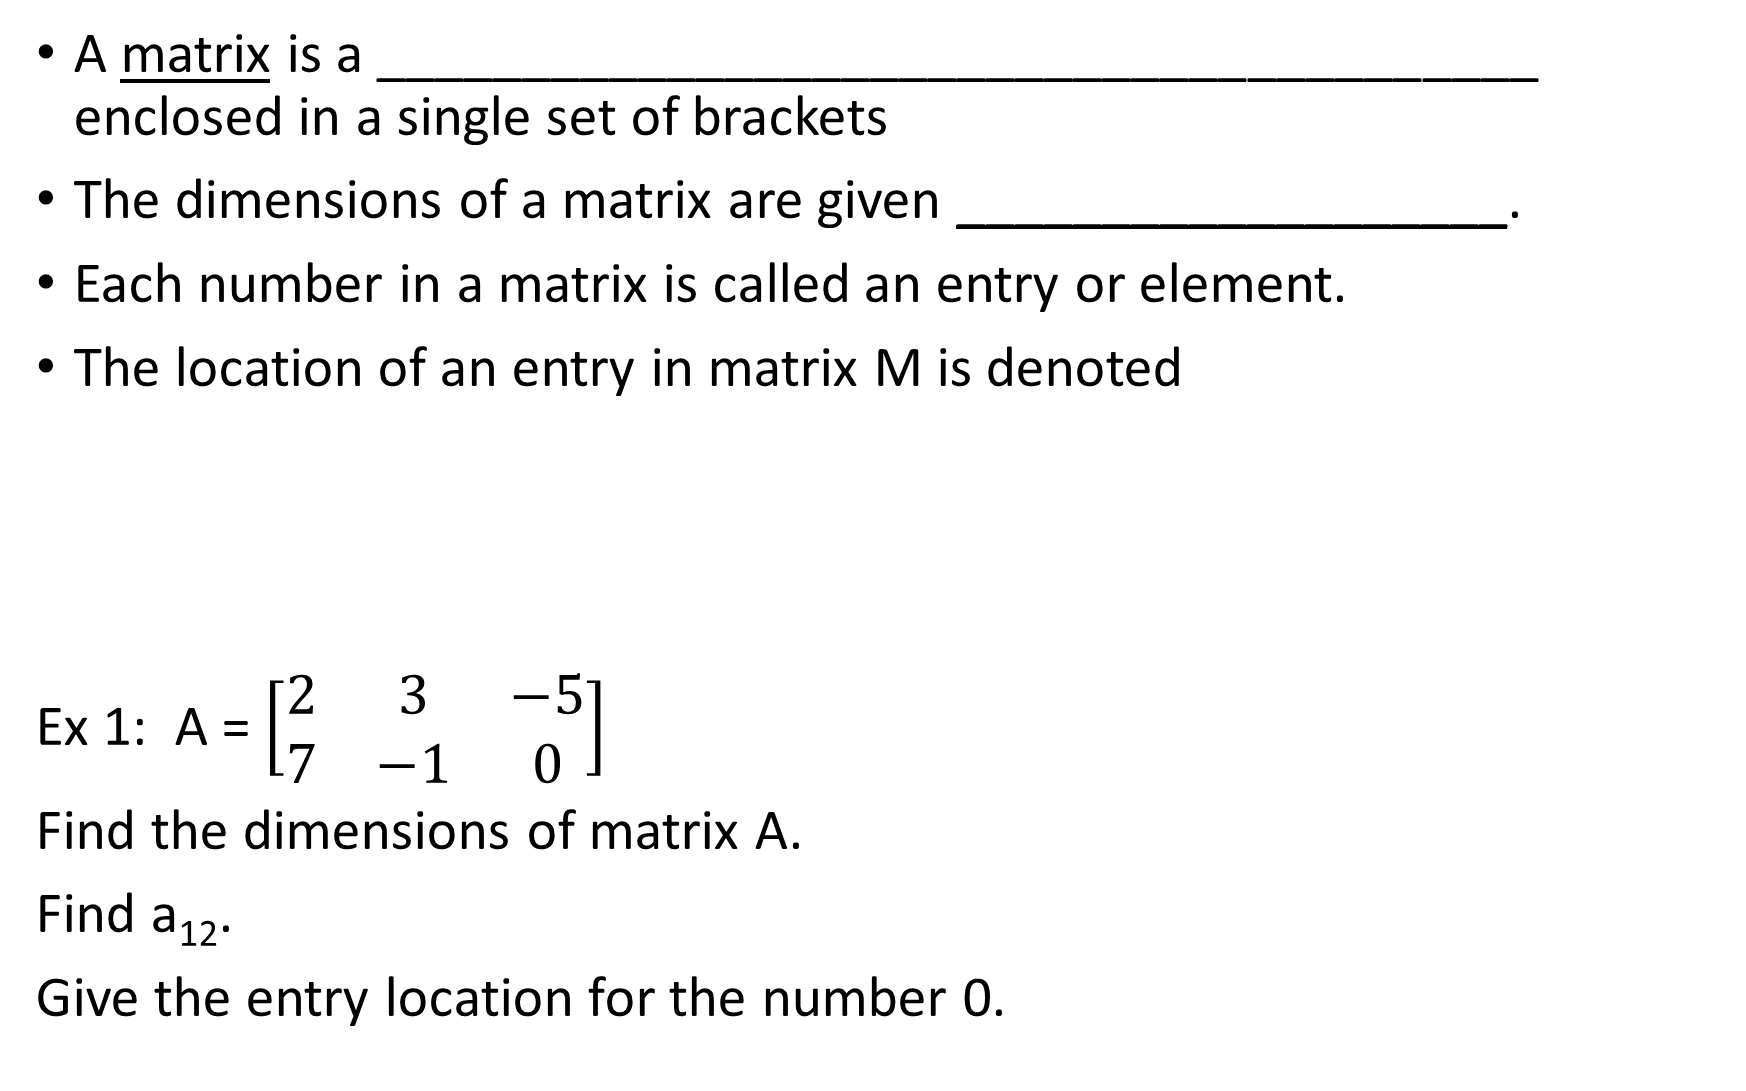 • A matrix is a ________________________________________
enclosed in a single set of brackets
• The dimensions of a matrix are given ___________________.
• Each number in a matrix is called an entry or element.
• The location of an entry in matrix M is denoted
Ex 1:  A = [2 3 −5
7 −1 0]
Find the dimensions of matrix A.
Find a₁₂.
Give the entry location for the number 0.